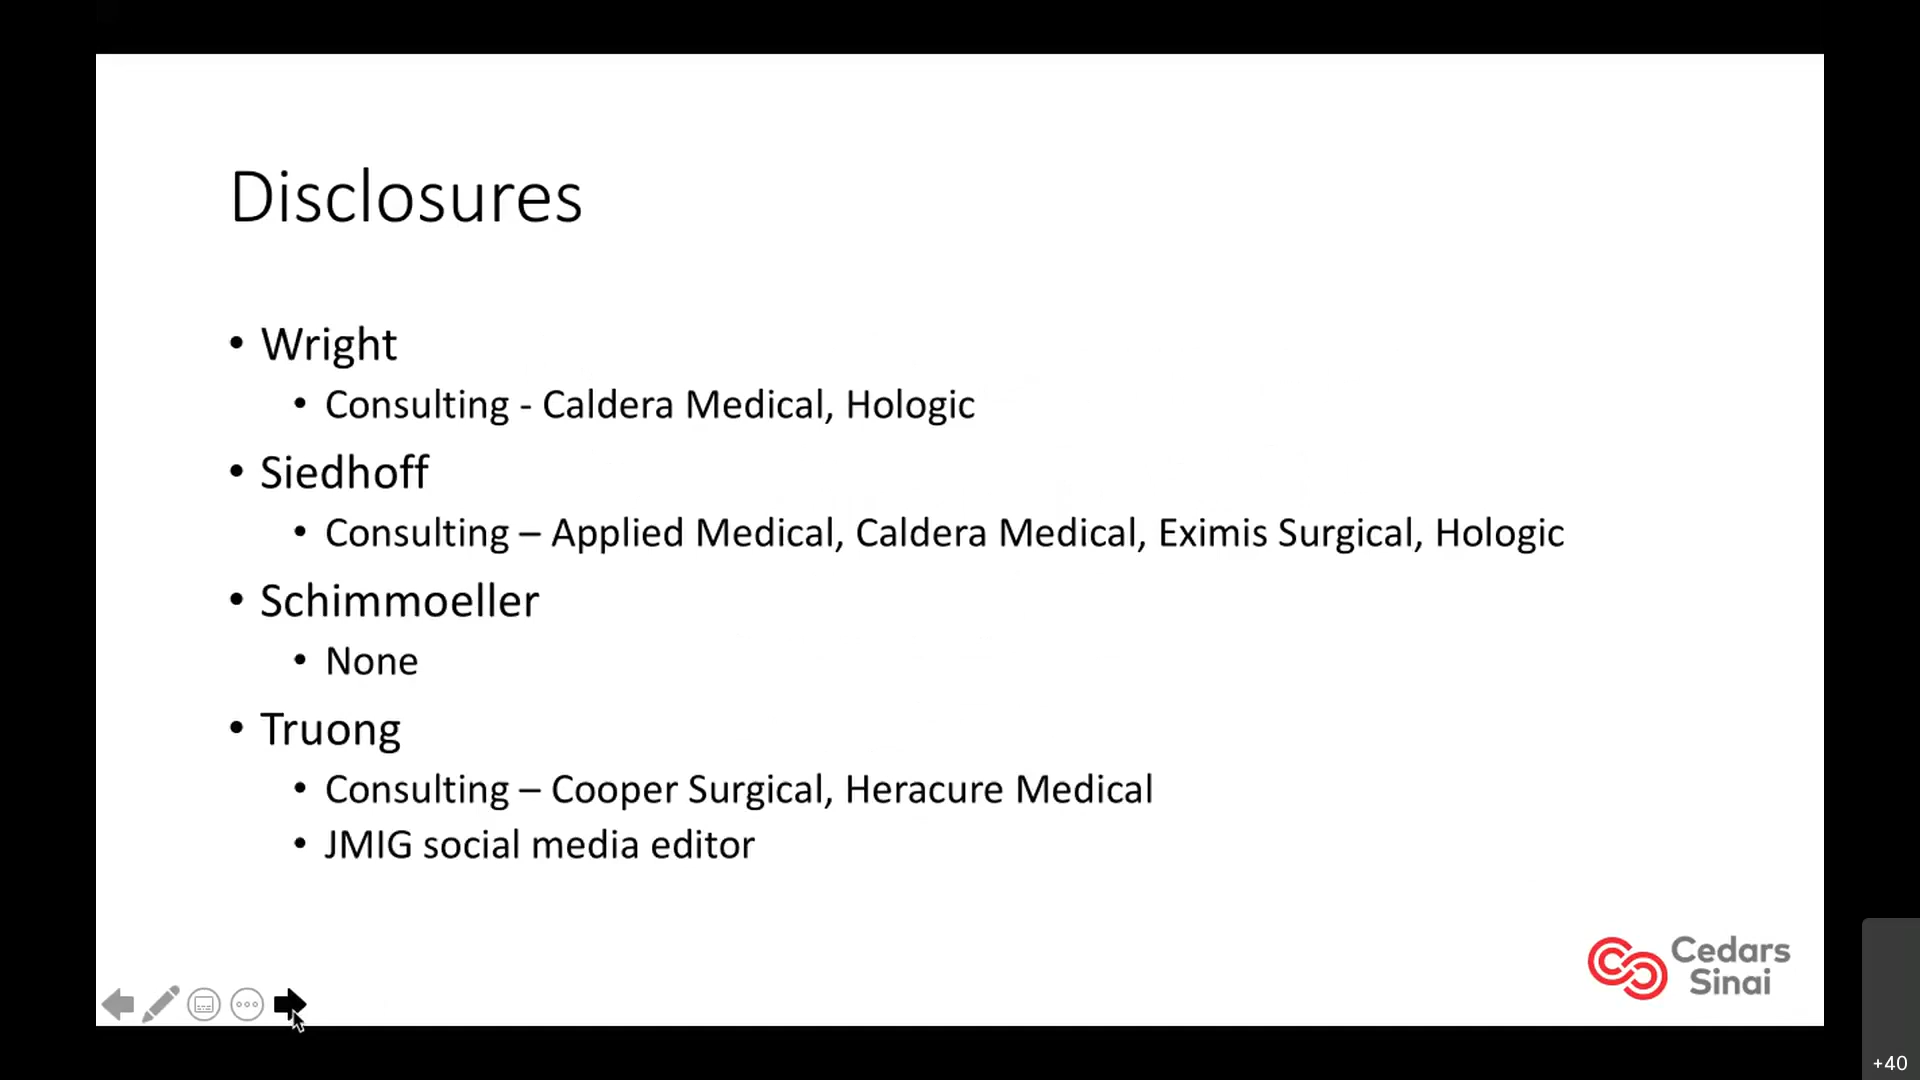 Disclosures
• Wright
• Consulting - Caldera Medical, Hologic
• Siedhoff
• Consulting – Applied Medical, Caldera Medical, Eximis Surgical, Hologic
• Schimmoeller
• None
• Truong
• Consulting – Cooper Surgical, Heracure Medical
• JMIG social media editor
Cedars
Sinai
+40